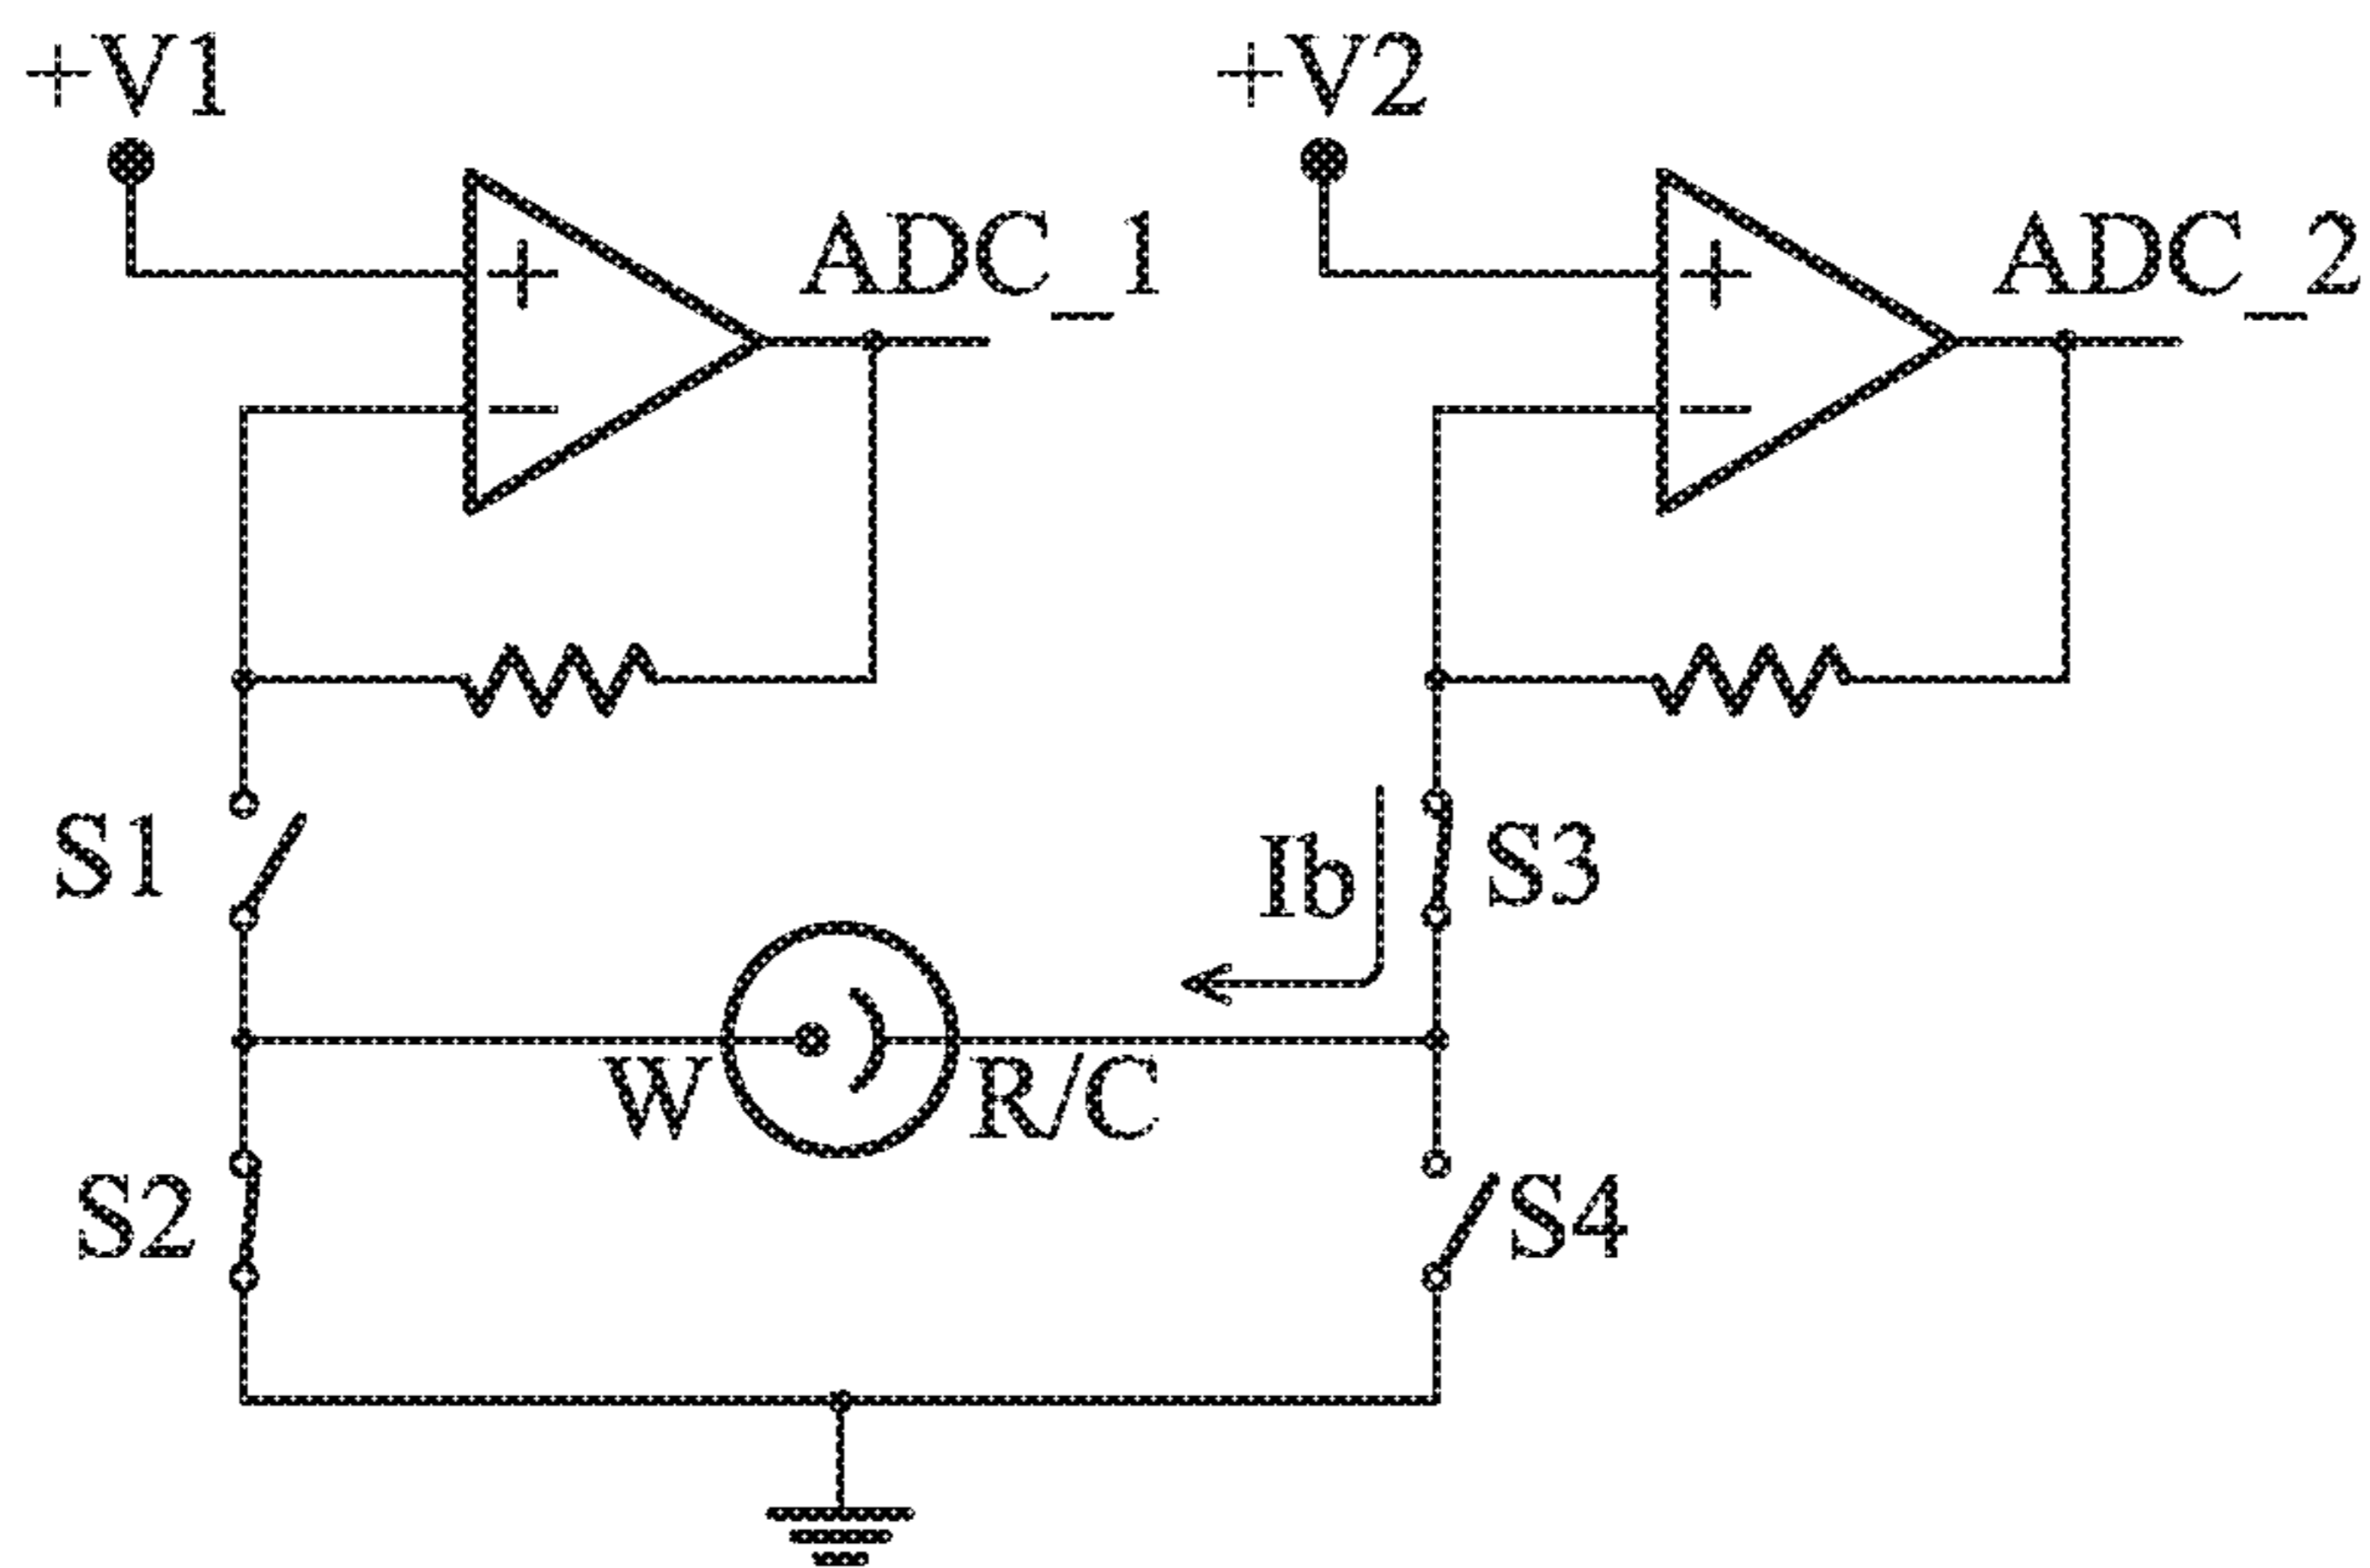 +V1
+V2
ADC_1
ADC_2
+
+
−
−
S1
Ib
S3
W
R/C
S2
S4